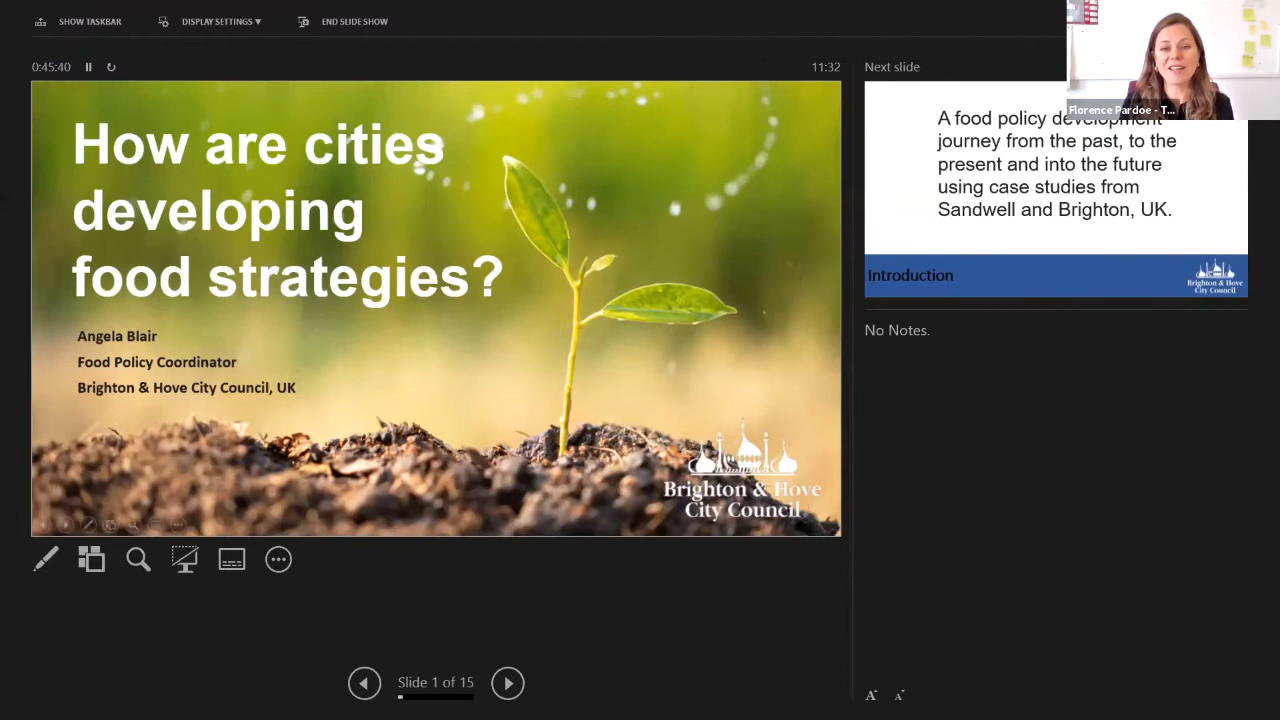 SHOW TASKBAR
DISPLAY SETTINGS ▼
END SLIDE SHOW
0:45:40
11:32
How are cities
developing
food strategies?
Angela Blair
Food Policy Coordinator
Brighton & Hove City Council, UK
Brighton & Hove
City Council
Slide 1 of 15
Next slide
Florence Pardoe - T...
A food policy development
journey from the past, to the
present and into the future
using case studies from
Sandwell and Brighton, UK.
Introduction
Brighton & Hove
City Council
No Notes.
A
A